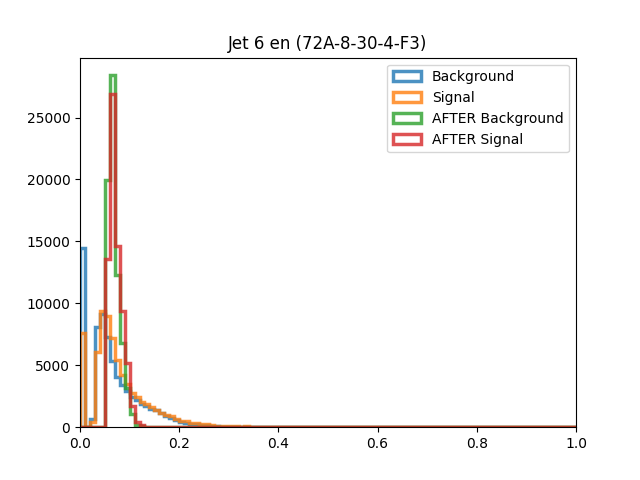 Jet 6 en (72A-8-30-4-F3)
Background
Signal
AFTER Background
AFTER Signal
25000
20000
15000
10000
5000
0
0.0 0.2 0.4 0.6 0.8 1.0